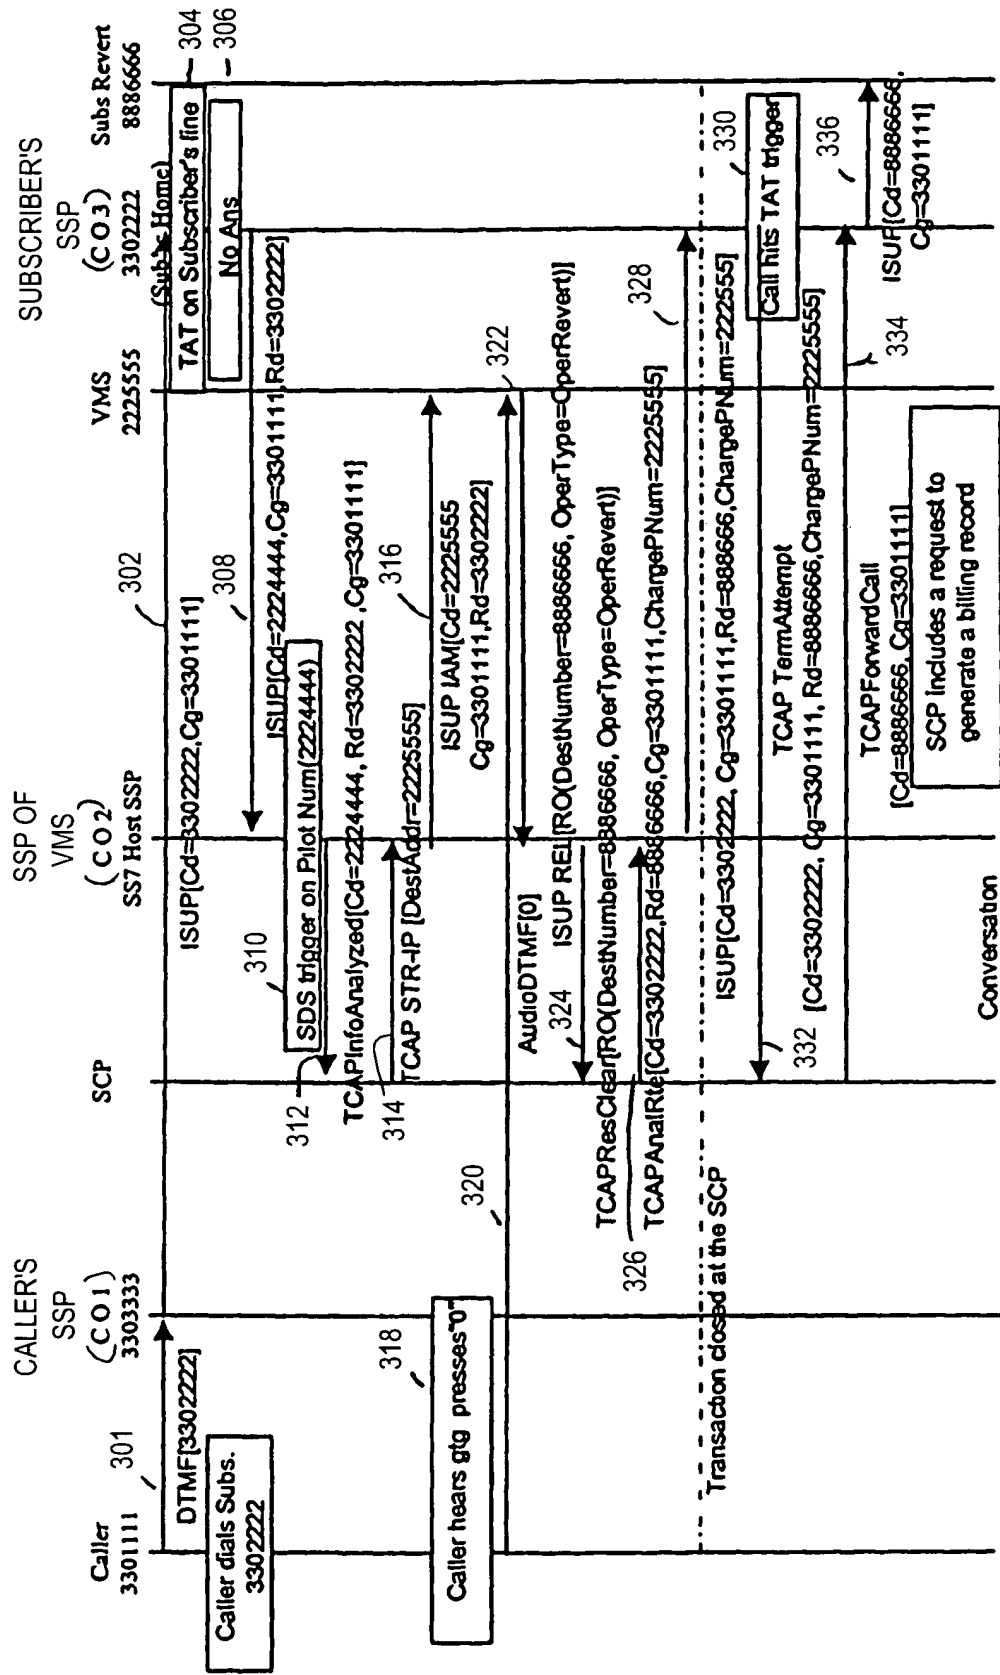 CALLER'S
SSP
(CO1)
SSP OF
VMS
(CO2)
SUBSCRIBER'S
SSP
(CO3)
Caller
3301111
3303333
SCP
SS7 Host SSP
VMS
2225555
3302222
(Subs Home)
Subs Revert
8886666
301
DTMF[3302222]
Caller dials Subs.
3302222
302
ISUP[Cd=3302222,Cg=3301111]
304
TAT on Subscriber's line
306
No Ans
308
ISUP[Cd=2224444,Cg=3301111,Rd=3302222]
310
SDS trigger on Pilot Num(2224444)
312
TCAPInfoAnalyzed[Cd=2224444, Rd=3302222 ,Cg=3301111]
314
TCAP STR-IP [DestAddr=2225555]
316
ISUP IAM[Cd=2225555
Cg=3301111,Rd=3302222]
318
Caller hears gtg presses"0"
320
AudioDTMF[0]
322
ISUP REL[RO(DestNumber=8886666, OperType=OperRevert)]
324
TCAPResClear[RO(DestNumber=8886666, OperType=OperRevert)]
326
TCAPAnalRte[Cd=3302222,Rd=8886666,Cg=3301111,ChargePNum=2225555]
328
ISUP[Cd=3302222, Cg=3301111,Rd=888666,ChargePNum=2225555]
Transaction closed at the SCP
330
Call hits TAT trigger
332
TCAP TermAttempt
[Cd=3302222, Cg=3301111, Rd=8886666,ChargePNum=2225555]
334
TCAPForwardCall
[Cd=8886666, Cg=3301111]
336
ISUP[Cd=8886666,
Cg=3301111]
SCP includes a request to
generate a billing record
Conversation